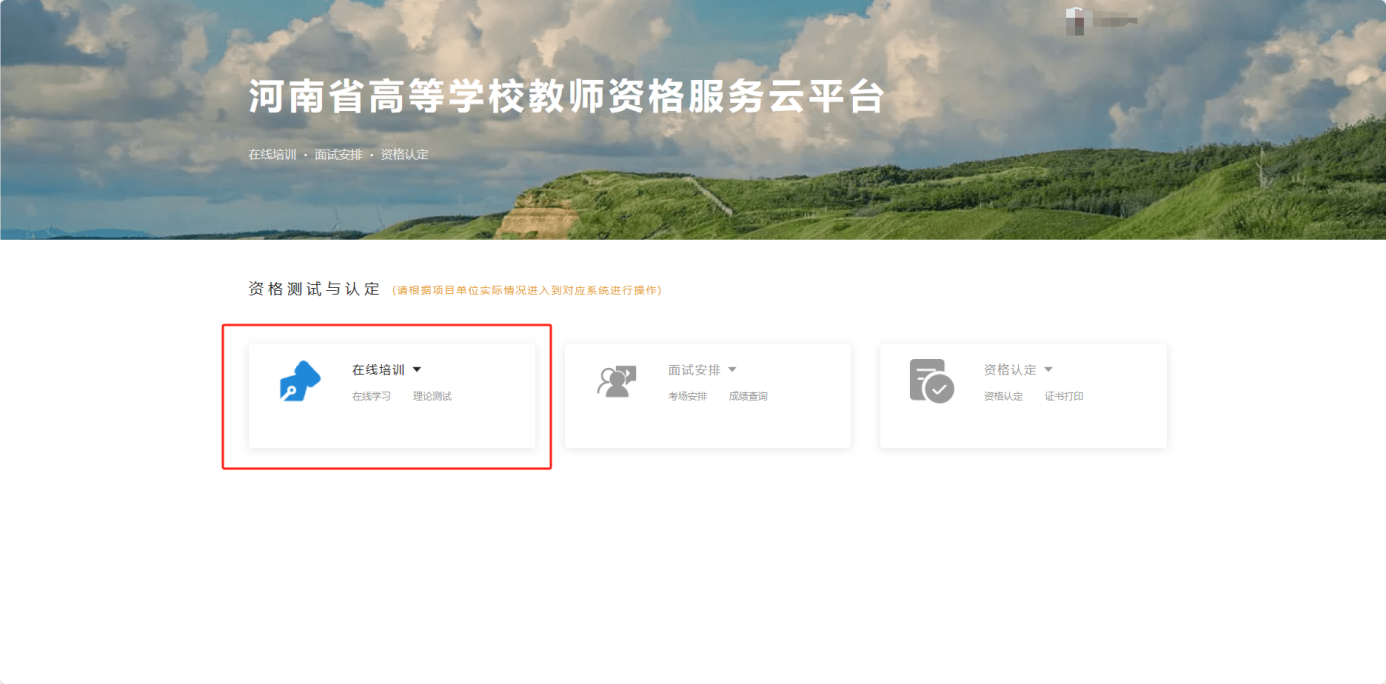 河南省高等学校教师资格服务云平台
在线培训 · 面试安排 · 资格认定
资格测试与认定 (请根据项目单位实际情况进入到对应系统进行操作)
在线培训
在线学习 理论测试
面试安排
考场安排 成绩查询
资格认定
资格认定 证书打印